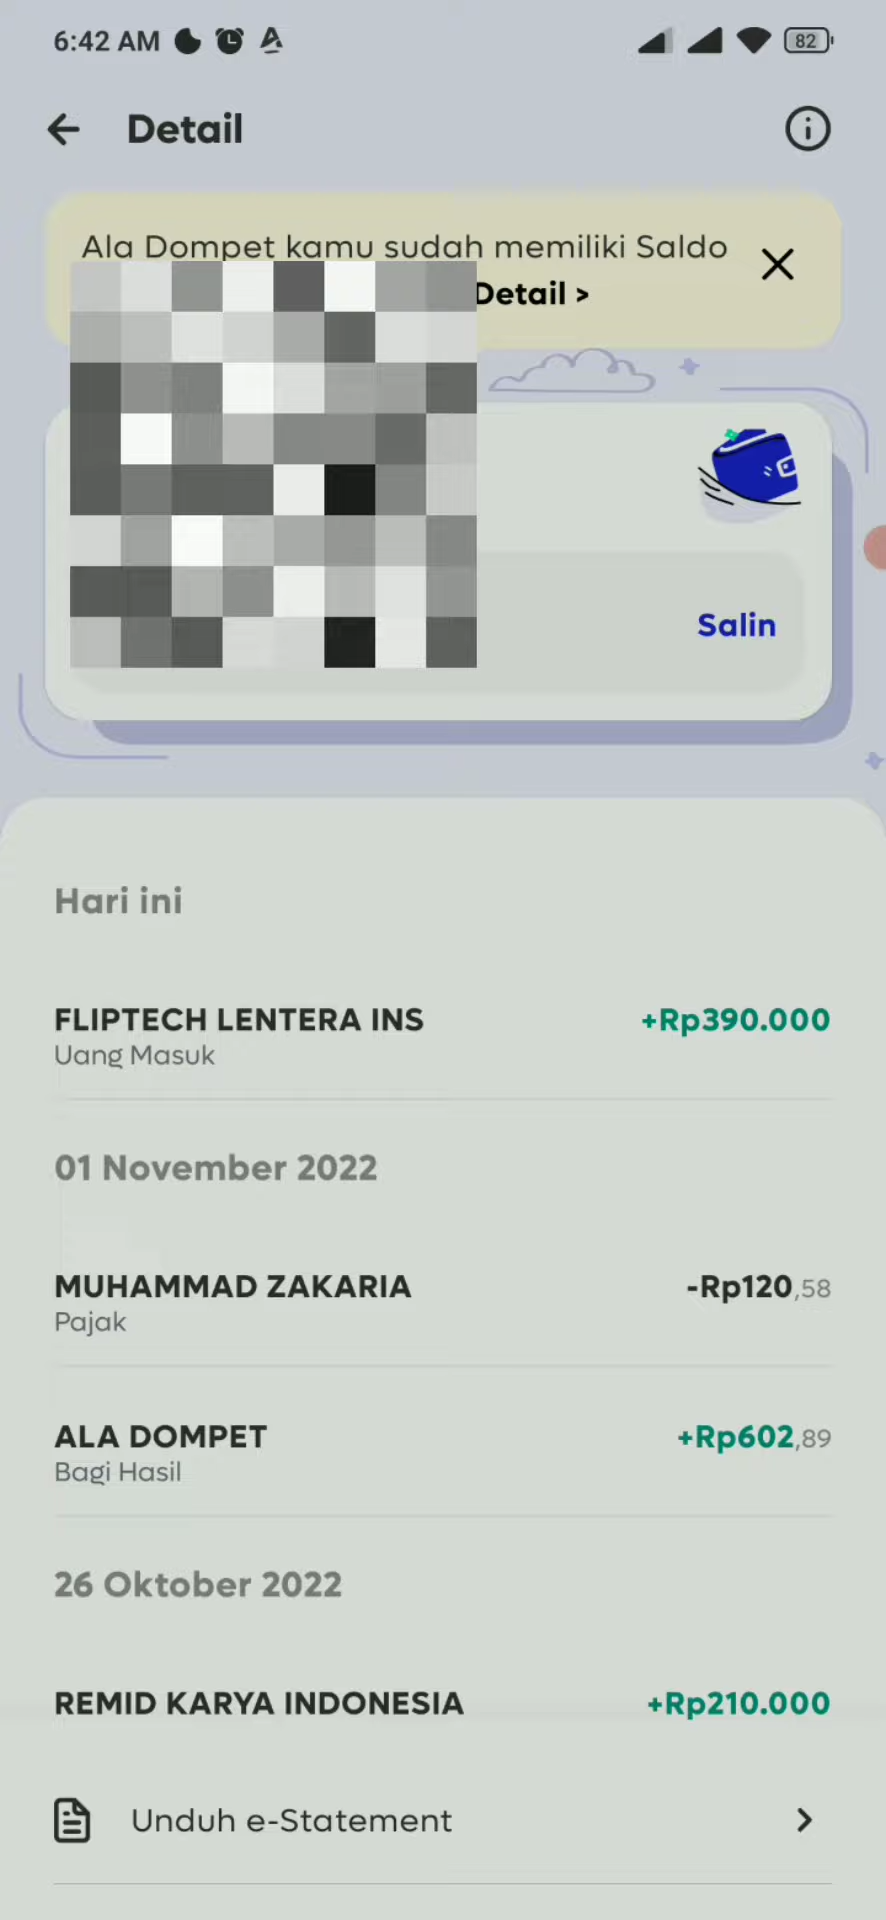 6:42 AM
82
Detail
Ala Dompet kamu sudah memiliki Saldo
Detail >
Salin
Hari ini
FLIPTECH LENTERA INS
+Rp390.000
Uang Masuk
01 November 2022
MUHAMMAD ZAKARIA
-Rp120,58
Pajak
ALA DOMPET
+Rp602,89
Bagi Hasil
26 Oktober 2022
REMID KARYA INDONESIA
+Rp210.000
Unduh e-Statement